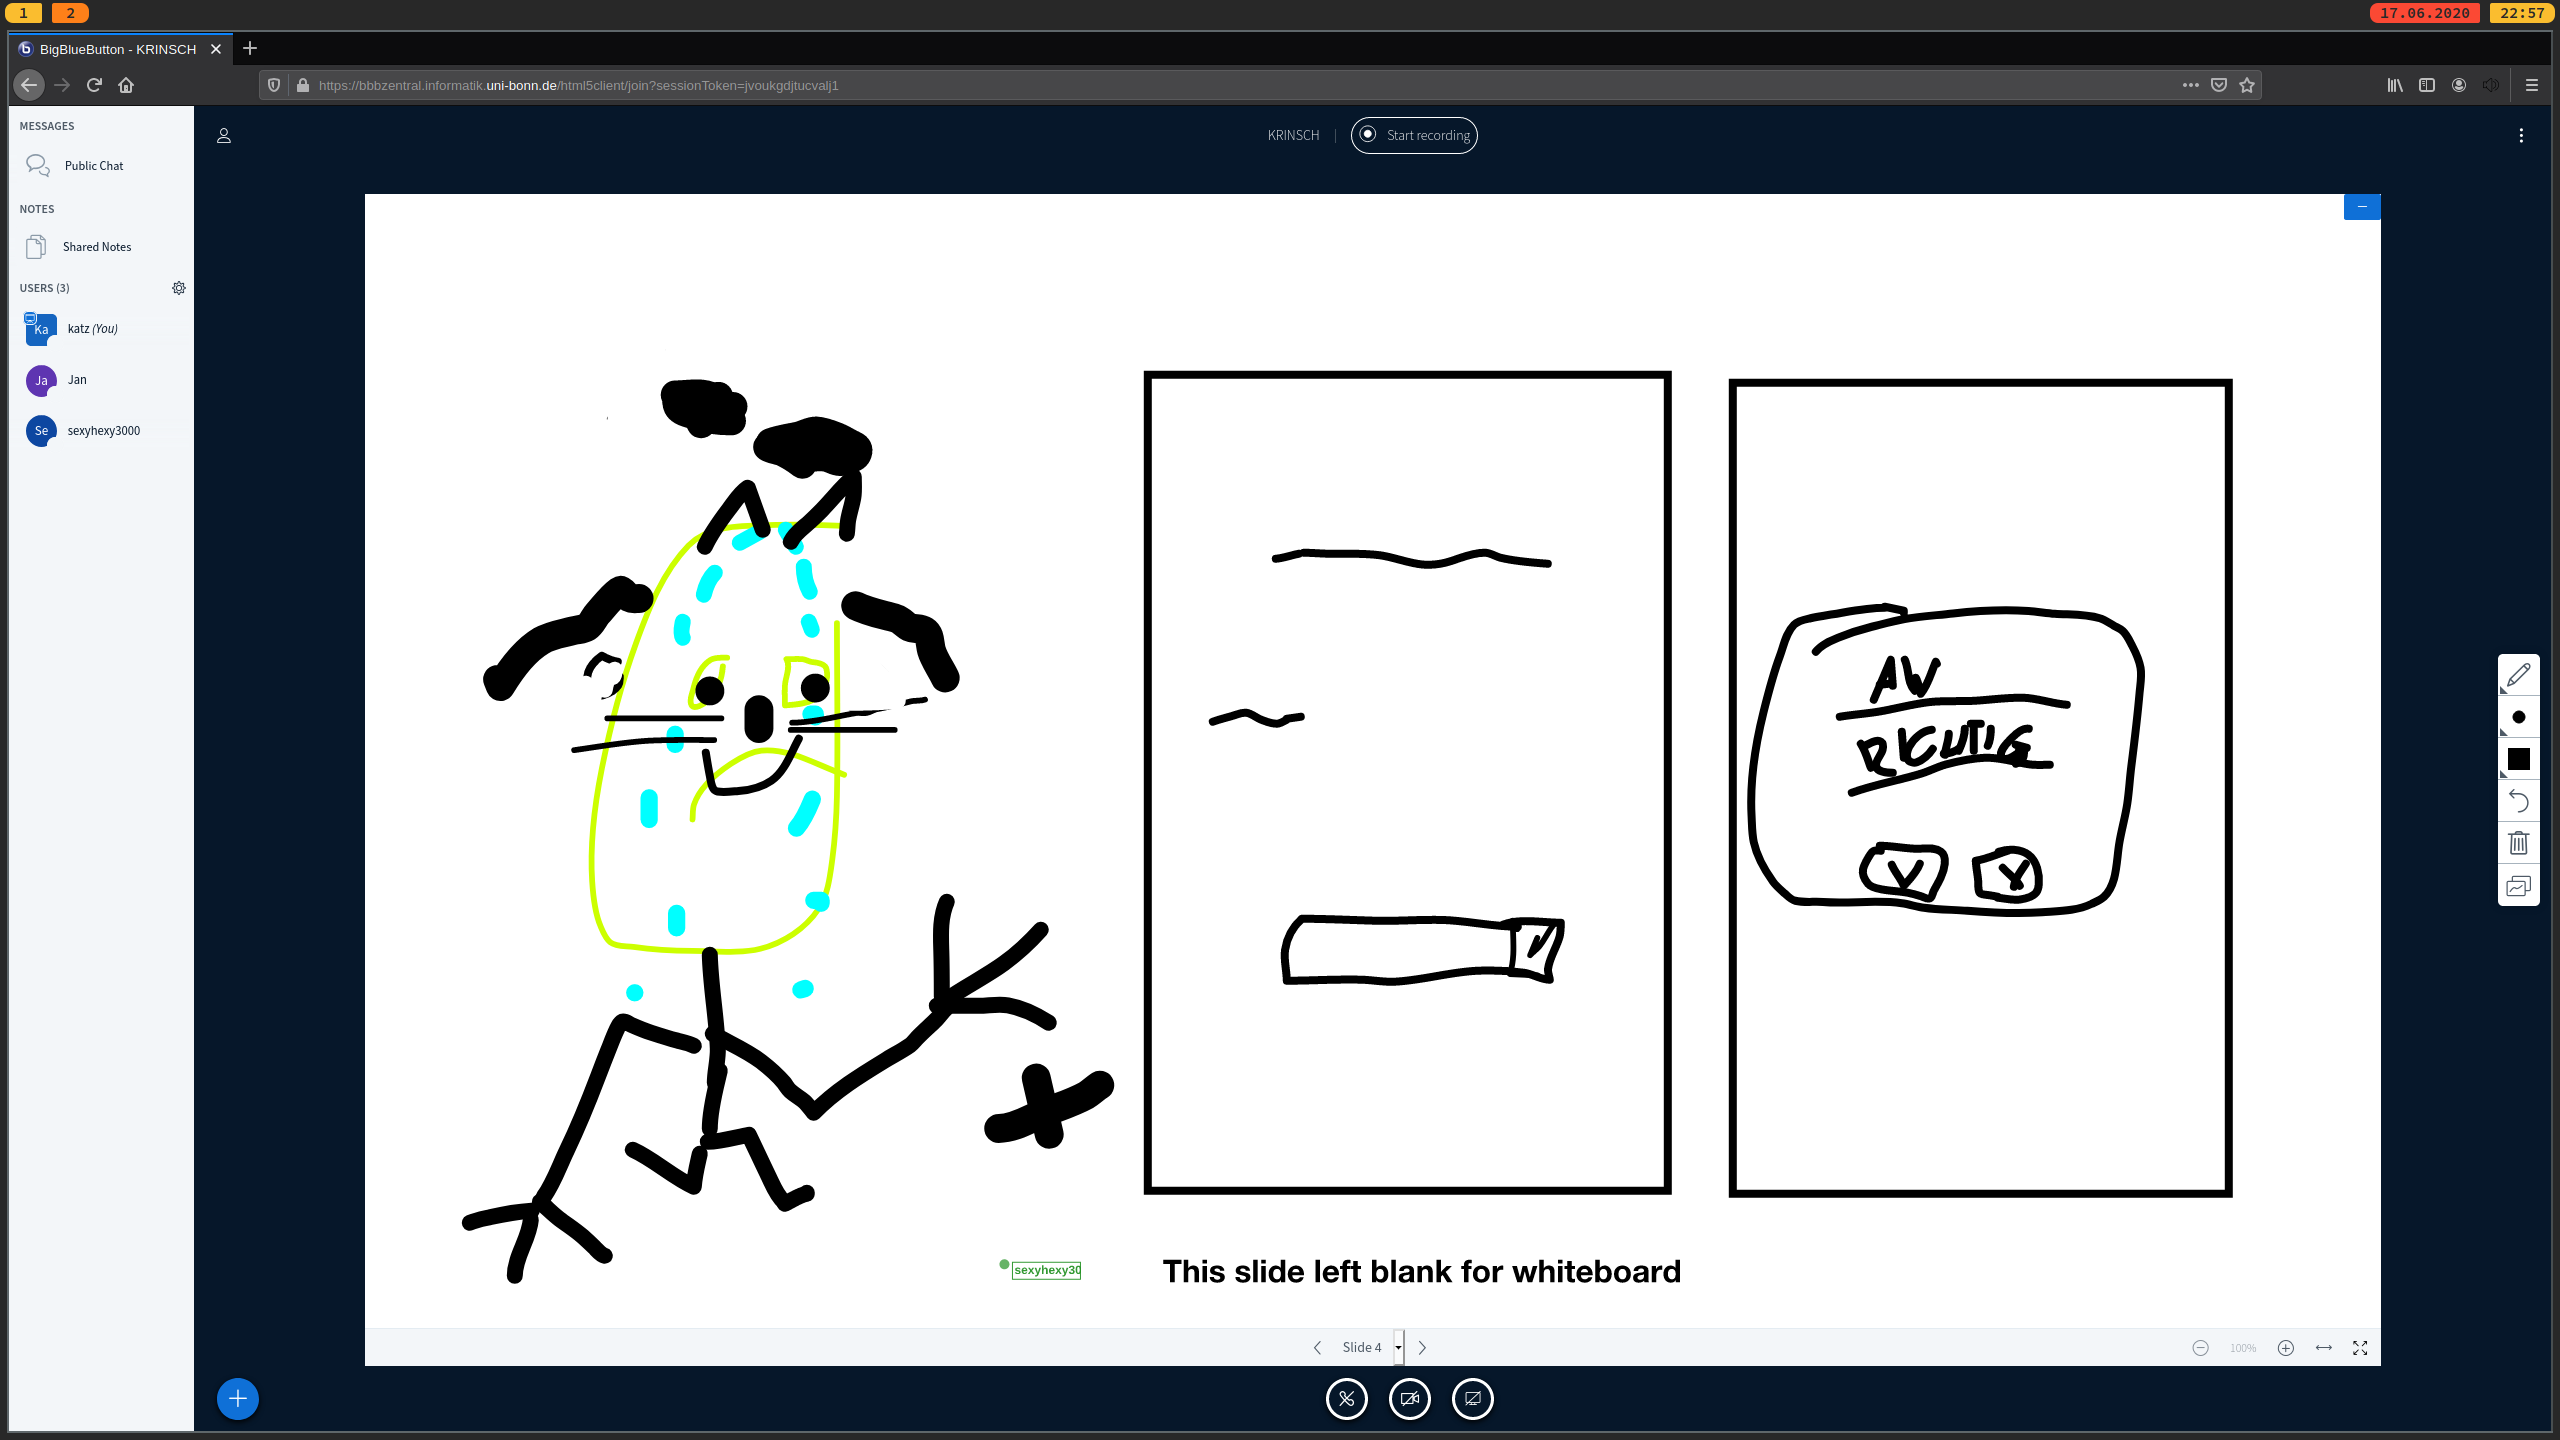 1 2 17.06.2020 22:57
BigBlueButton - KRINSCH
https://bbbzentral.informatik.uni-bonn.de/html5client/join?sessionToken=jvoukgdjtucvalj1
MESSAGES
Public Chat
NOTES
Shared Notes
USERS (3)
Ka katz (You)
Ja Jan
Se sexyhexy3000
KRINSCH | Start recording
AW
RICHTIG
sexyhexy30
This slide left blank for whiteboard
Slide 4
100%